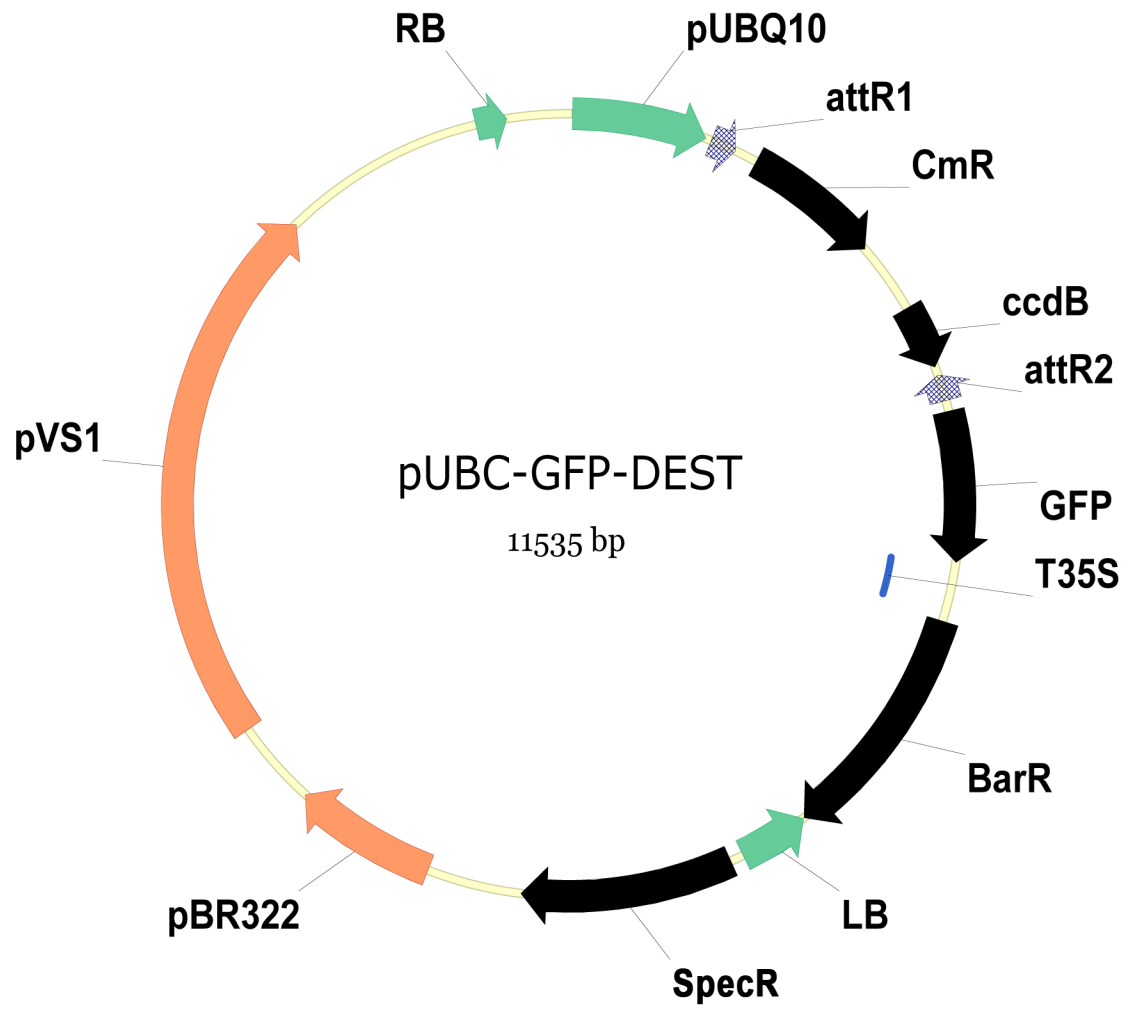 RB
pUBQ10
attR1
CmR
ccdB
attR2
pVS1
pUBC-GFP-DEST
GFP
11535 bp
T35S
BarR
pBR322
LB
SpecR